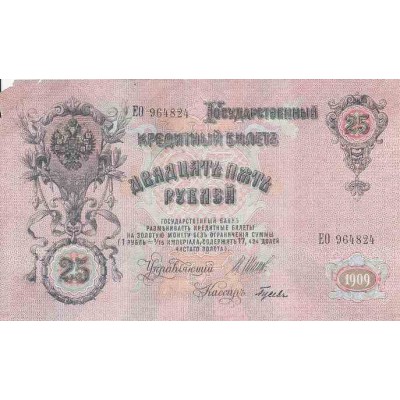 ЕО 964824
Государственный
Кредитный Билетъ
25
Двадцать пять
Рублей
Государственный банкъ
размѣниваетъ кредитные билеты
на золотую монету безъ ограниченія суммы
(1 рубль = 1/15 имперіала, содержитъ 17,424 долей
чистаго золота).
ЕО 964824
25
Управляющій
Кассиръ
1909